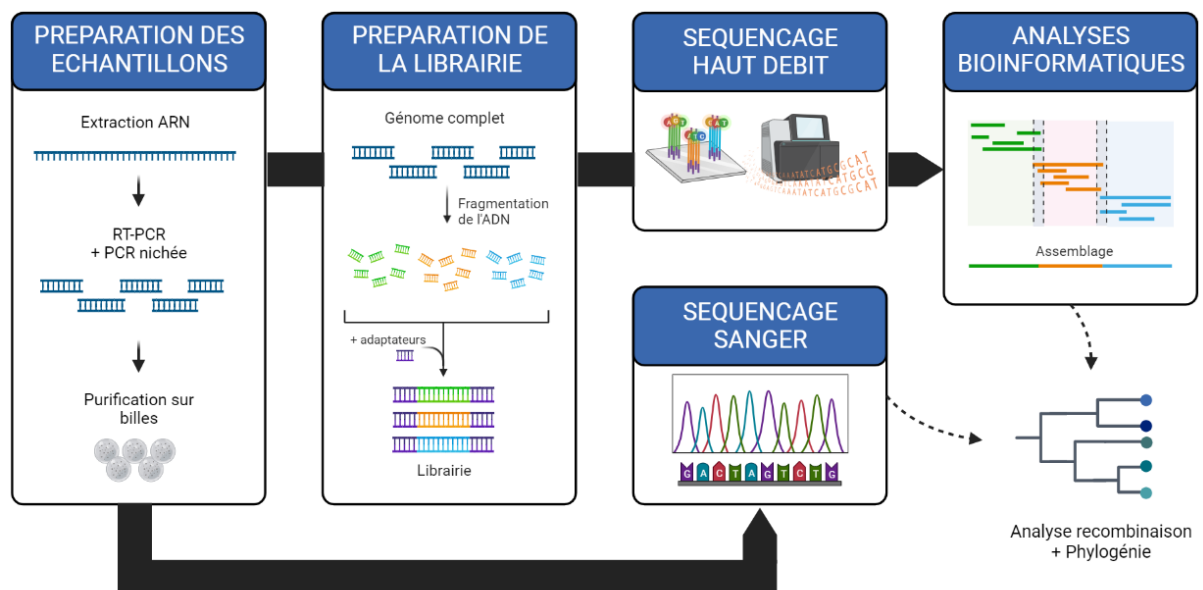 PREPARATION DES
ECHANTILLONS
Extraction ARN
RT-PCR
+ PCR nichée
Purification sur
billes
PREPARATION DE
LA LIBRAIRIE
Génome complet
Fragmentation
de l'ADN
+ adaptateurs
Librairie
SEQUENCAGE
HAUT DEBIT
A G T
A T C
C A T
SEQUENCAGE
SANGER
G A C T A G T C T G
ANALYSES
BIOINFORMATIQUES
Assemblage
Analyse recombinaison
+ Phylogénie